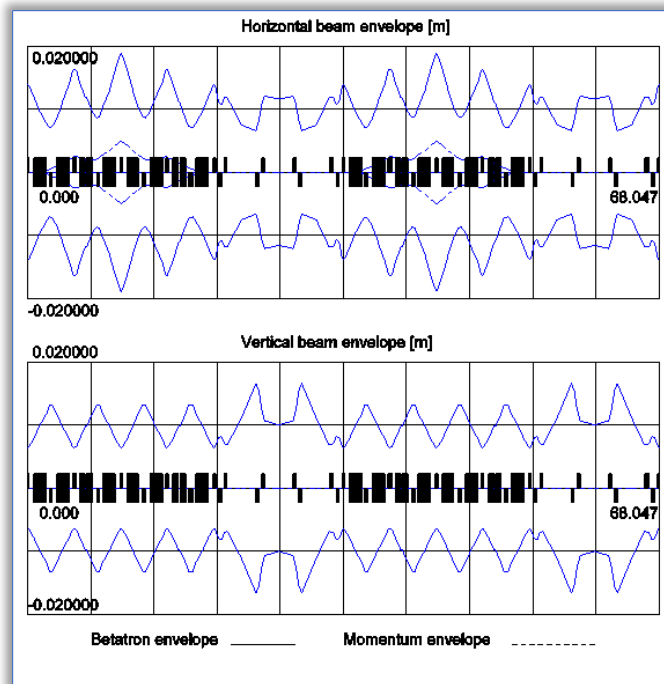 Horizontal beam envelope [m]
0.020000
0.000 68.047
-0.020000
Vertical beam envelope [m]
0.020000
0.000 68.047
-0.020000
Betatron envelope Momentum envelope